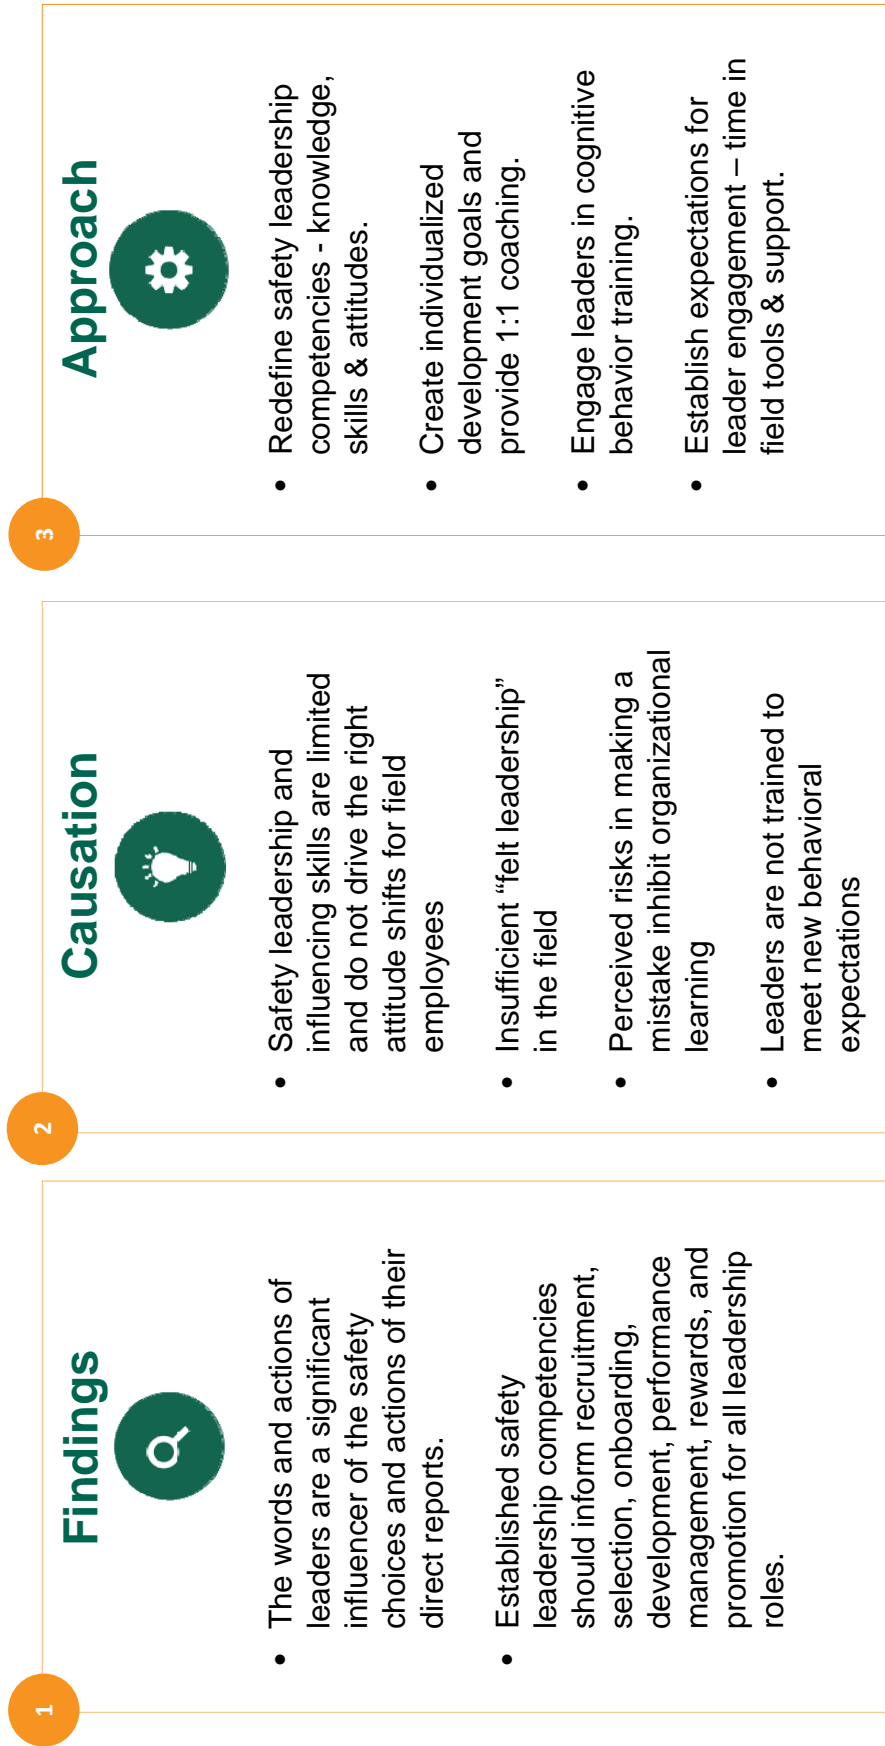 1
Findings
• The words and actions of
leaders are a significant
influencer of the safety
choices and actions of their
direct reports.
• Established safety
leadership competencies
should inform recruitment,
selection, onboarding,
development, performance
management, rewards, and
promotion for all leadership
roles.
2
Causation
• Safety leadership and
influencing skills are limited
and do not drive the right
attitude shifts for field
employees
• Insufficient “felt leadership”
in the field
• Perceived risks in making a
mistake inhibit organizational
learning
• Leaders are not trained to
meet new behavioral
expectations
3
Approach
• Redefine safety leadership
competencies - knowledge,
skills & attitudes.
• Create individualized
development goals and
provide 1:1 coaching.
• Engage leaders in cognitive
behavior training.
• Establish expectations for
leader engagement – time in
field tools & support.